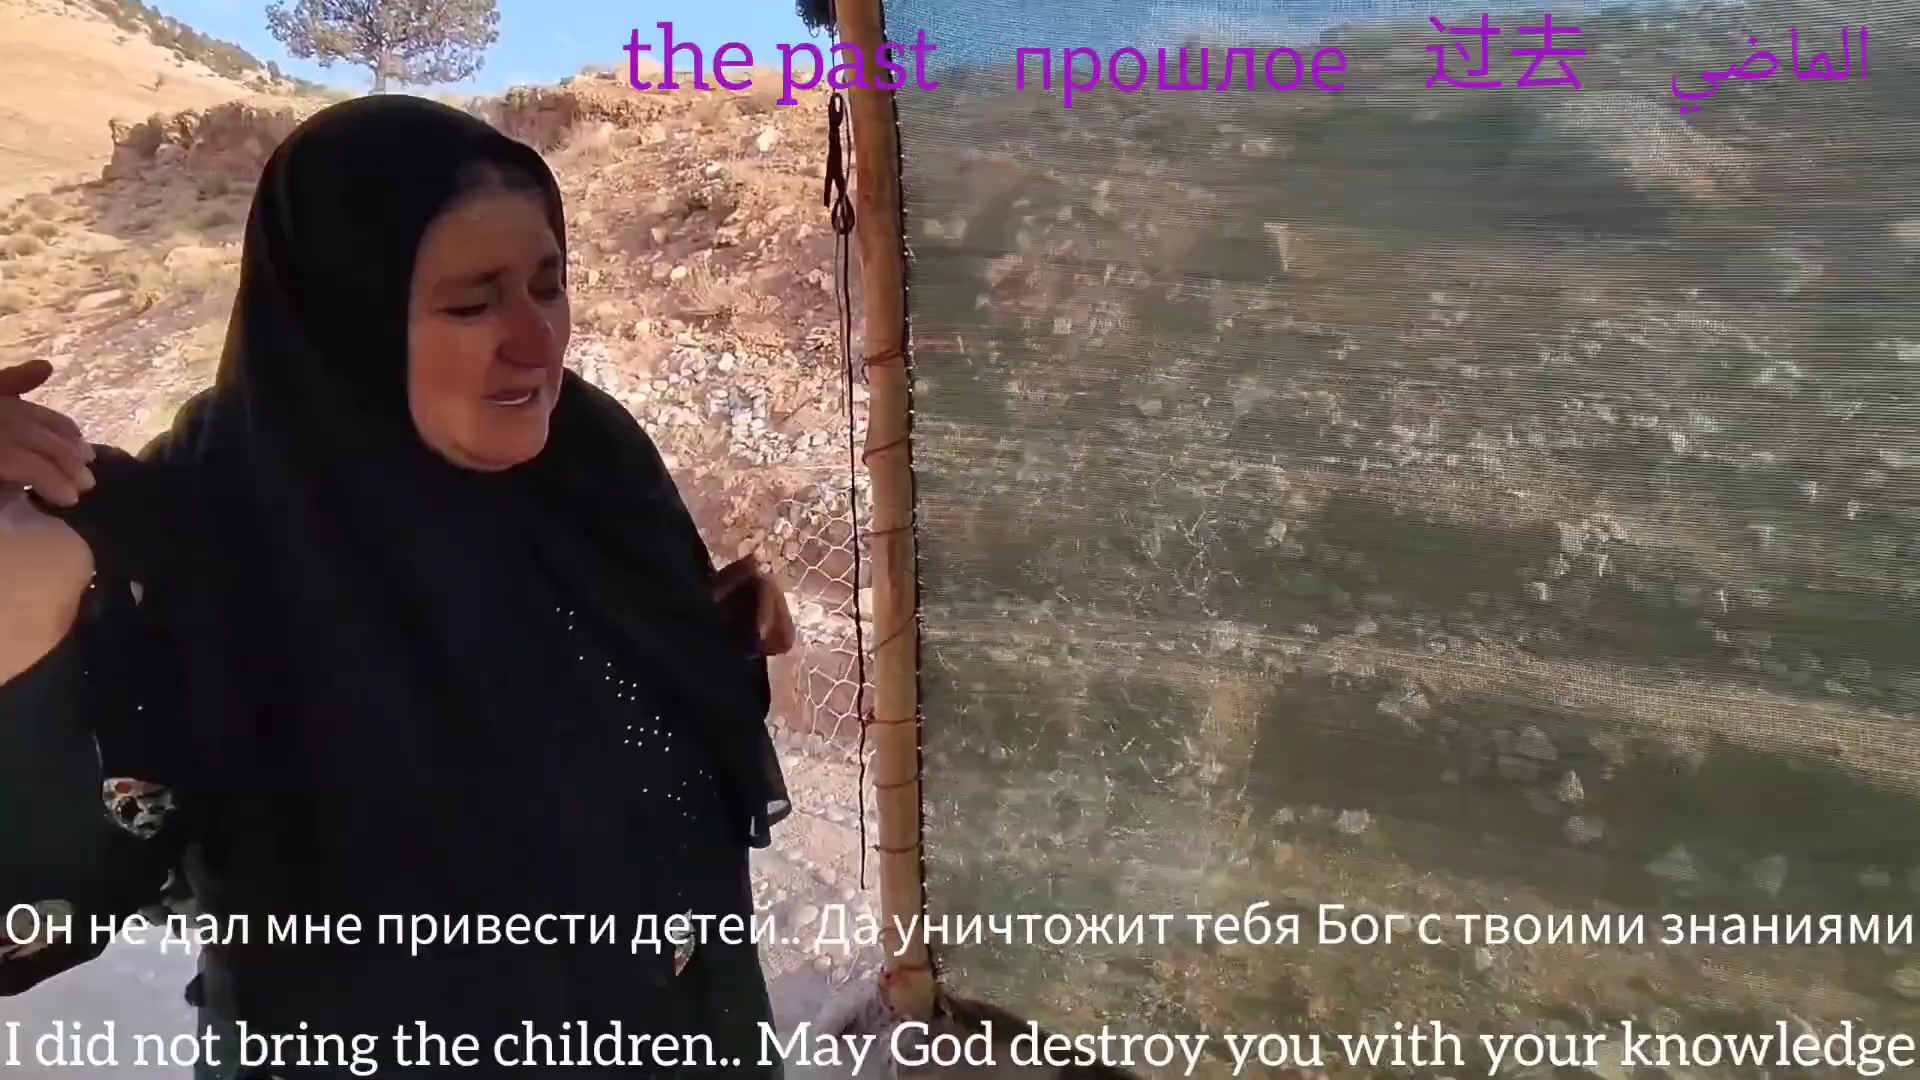 the past прошлое 过去 الماضي
Он не дал мне привести детей.. Да уничтожит тебя Бог с твоими знаниями
I did not bring the children.. May God destroy you with your knowledge